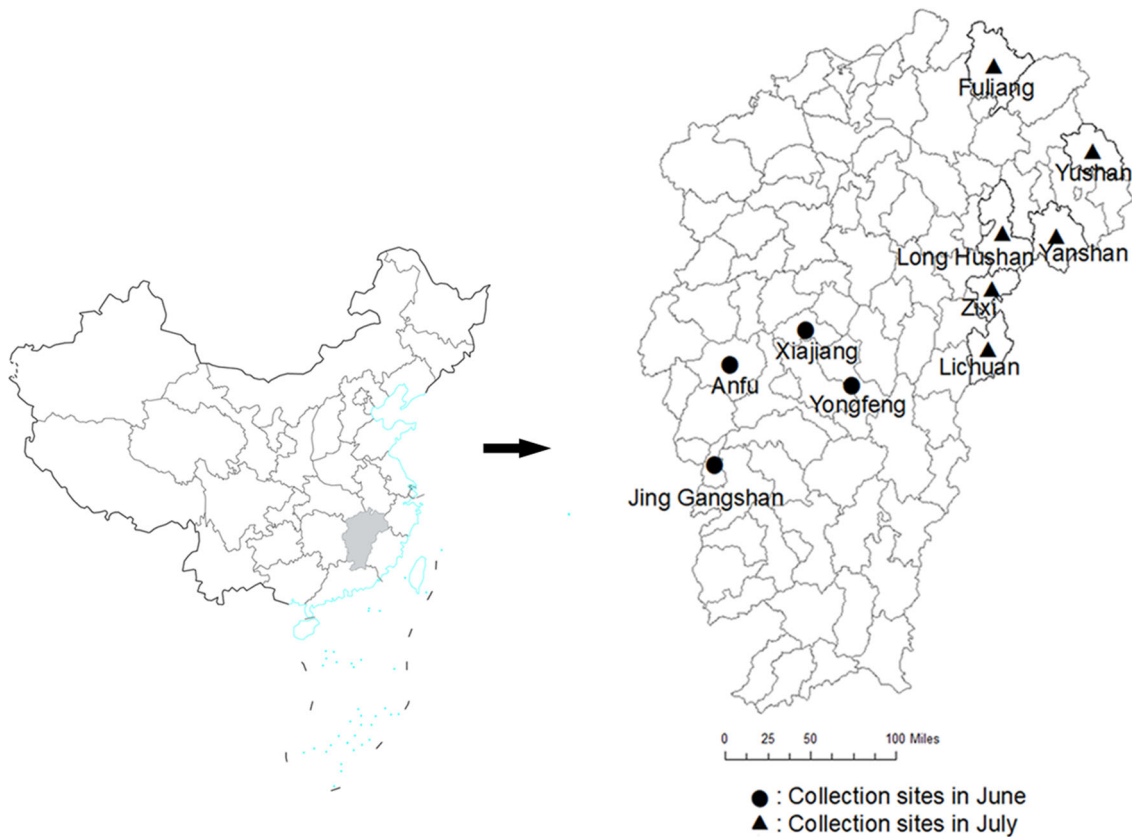 Fuliang
Yushan
Long Hushan
Yanshan
Zixi
Xiajiang
Lichuan
Anfu
Yongfeng
Jing Gangshan
0 25 50 100 Miles
: Collection sites in June
: Collection sites in July